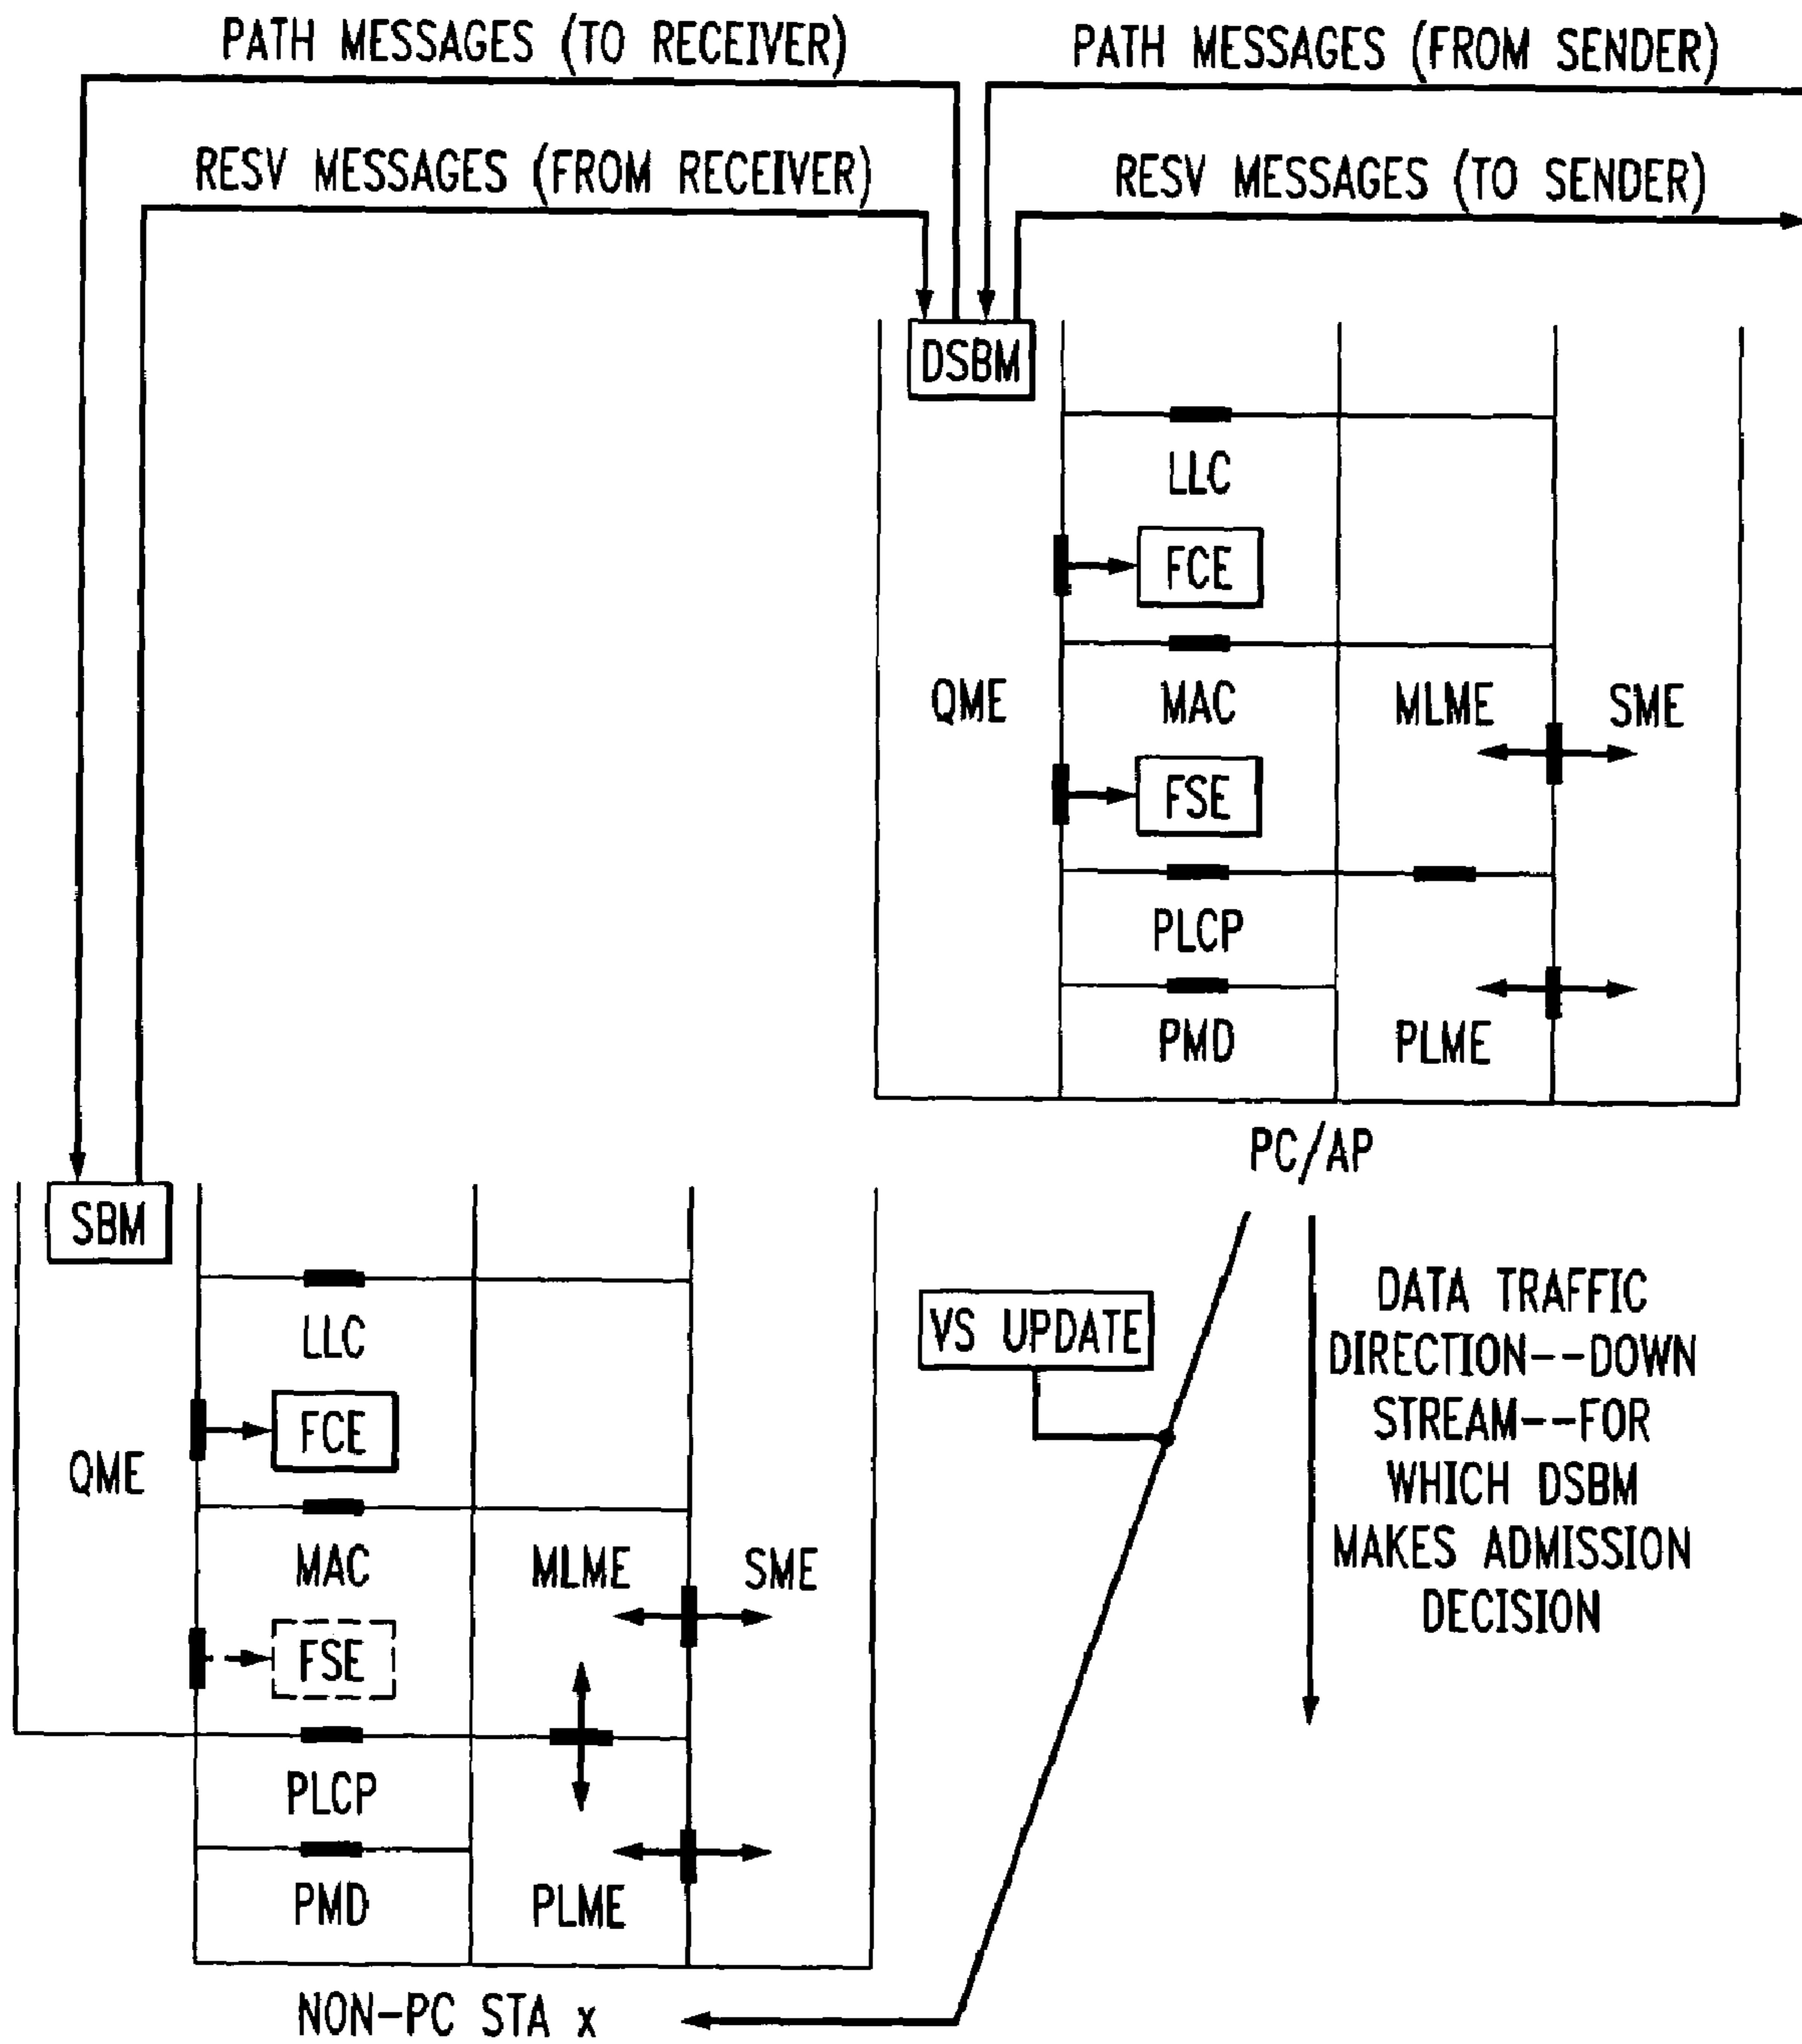 PATH MESSAGES (TO RECEIVER)
PATH MESSAGES (FROM SENDER)
RESV MESSAGES (FROM RECEIVER)
RESV MESSAGES (TO SENDER)
DSBM
LLC
FCE
QME
MAC
MLME
SME
FSE
PLCP
PMD
PLME
PC/AP
SBM
LLC
FCE
QME
MAC
MLME
SME
FSE
PLCP
PMD
PLME
NON-PC STA x
VS UPDATE
DATA TRAFFIC
DIRECTION--DOWN
STREAM--FOR
WHICH DSBM
MAKES ADMISSION
DECISION